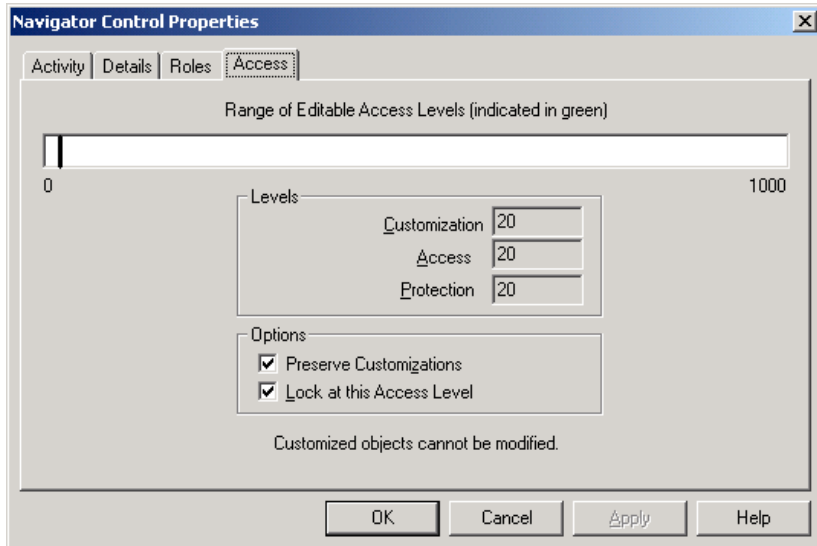 Navigator Control Properties
Activity Details Roles Access
Range of Editable Access Levels (indicated in green)
0 1000
Levels
Customization 20
Access 20
Protection 20
Options
Preserve Customizations
Lock at this Access Level
Customized objects cannot be modified.
OK Cancel Apply Help